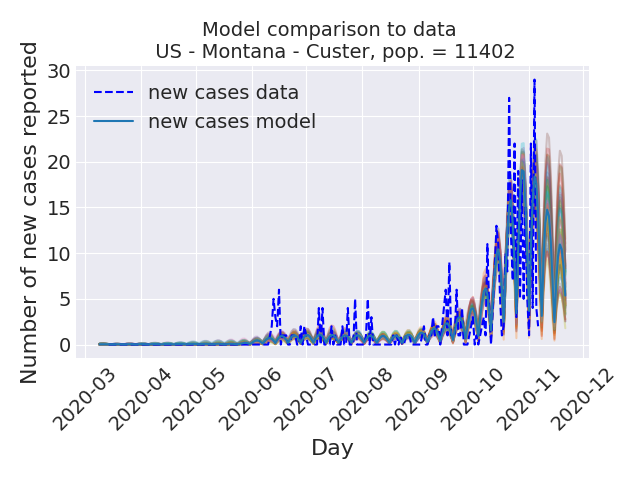 Model comparison to data
US - Montana - Custer, pop. = 11402
Number of new cases reported
30
25
20
15
10
5
0
new cases data
new cases model
2020-03
2020-04
2020-05
2020-06
2020-07
2020-08
2020-09
2020-10
2020-11
2020-12
Day